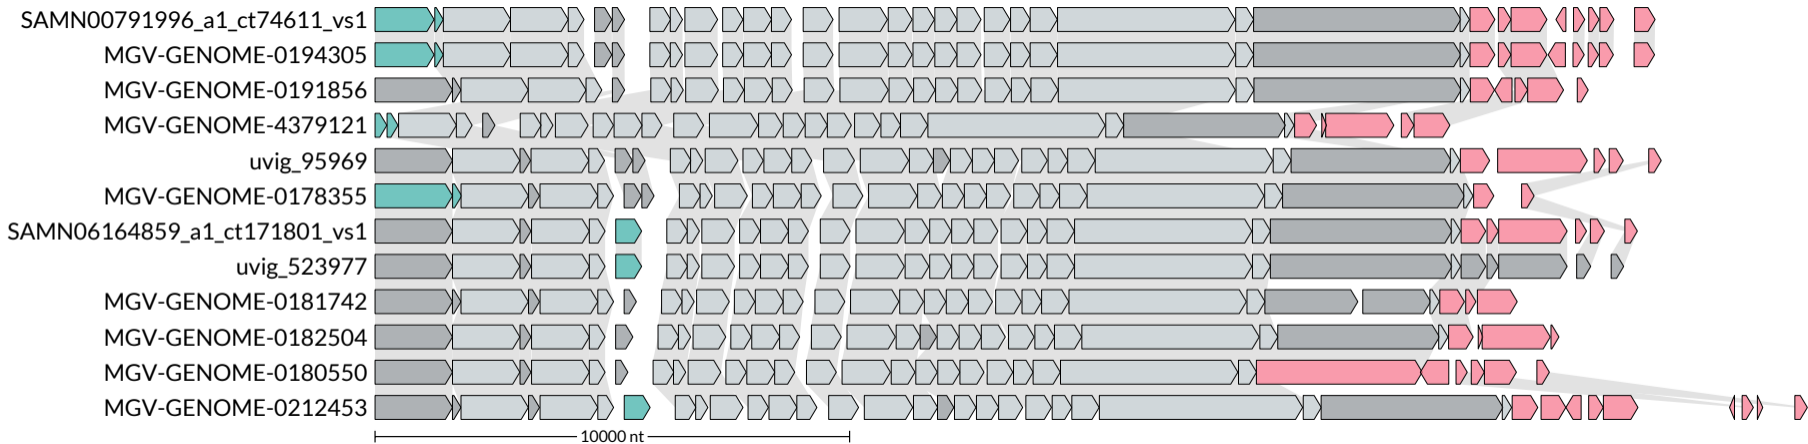 SAMN00791996_a1_ct74611_vs1
MGV-GENOME-0194305
MGV-GENOME-0191856
MGV-GENOME-4379121
uvig_95969
MGV-GENOME-0178355
SAMN06164859_a1_ct171801_vs1
uvig_523977
MGV-GENOME-0181742
MGV-GENOME-0182504
MGV-GENOME-0180550
MGV-GENOME-0212453
10000 nt